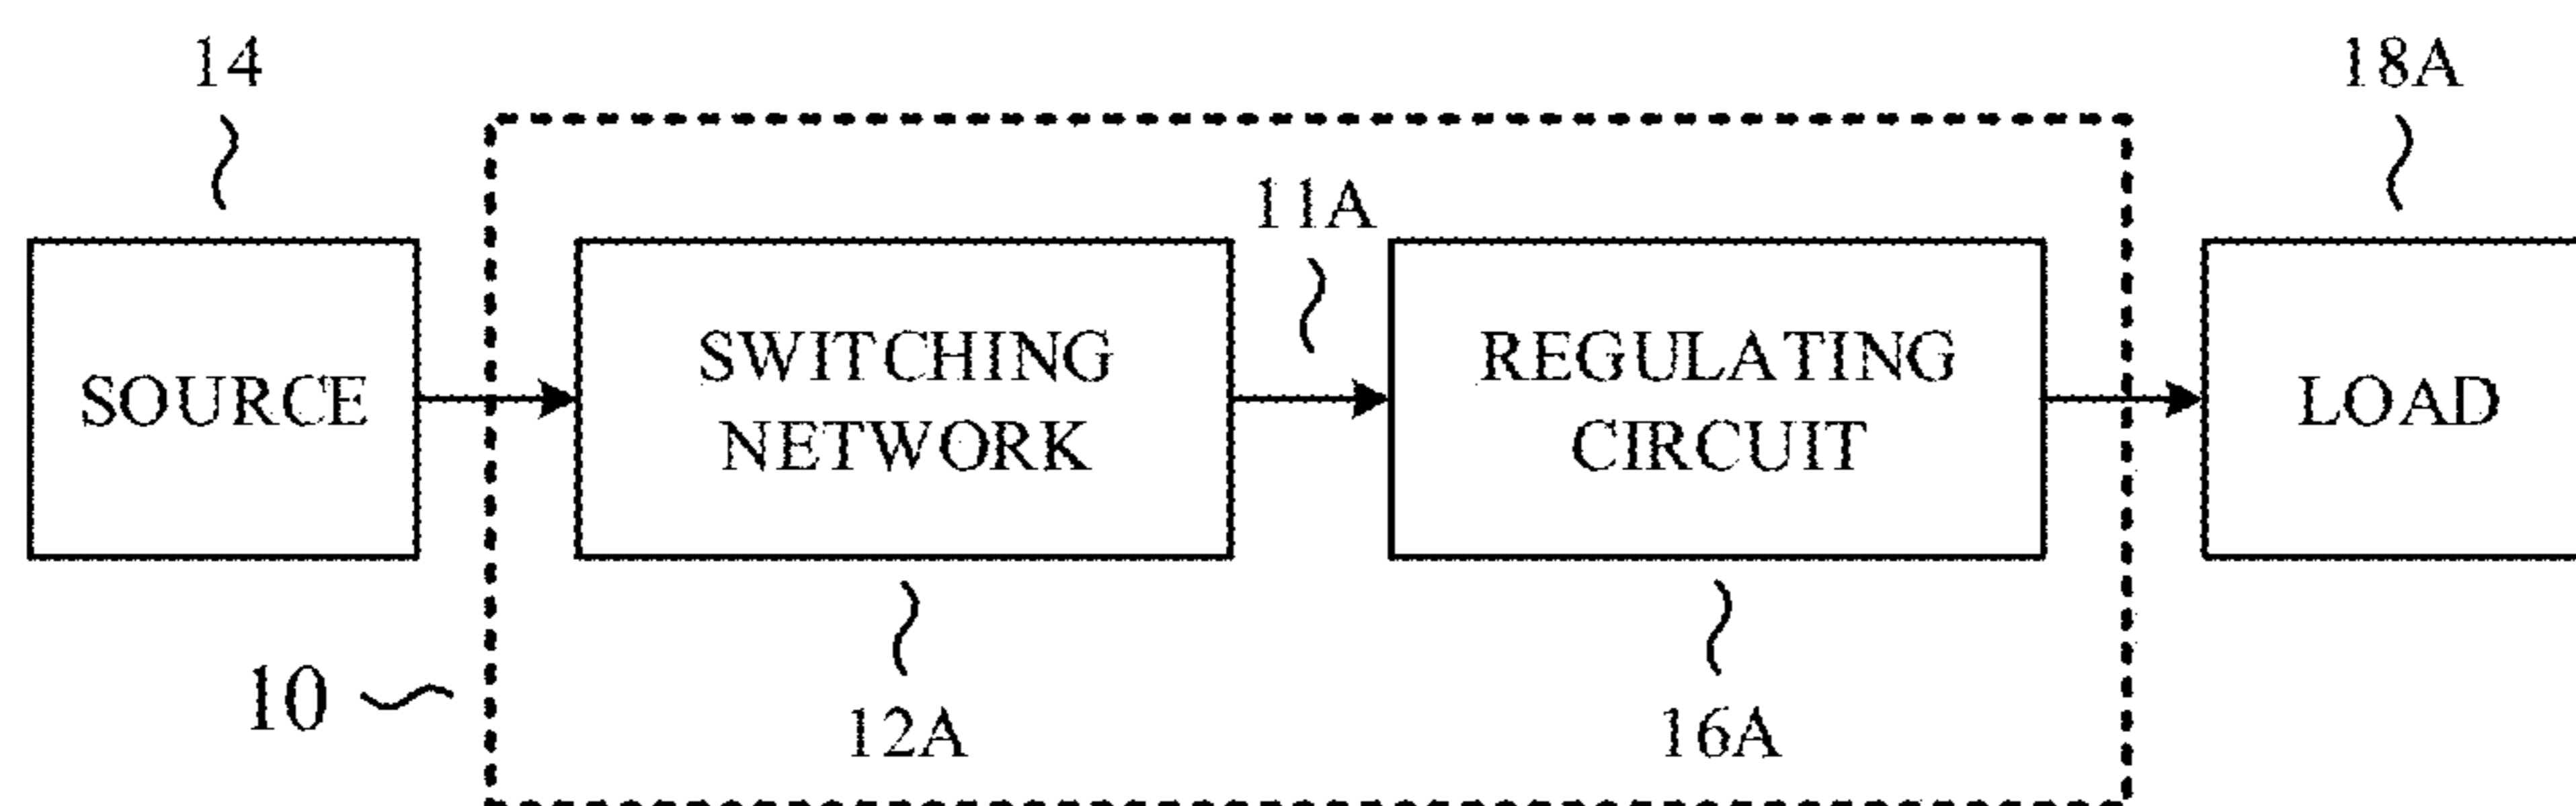 14
18A
11A
SOURCE
SWITCHING
NETWORK
REGULATING
CIRCUIT
LOAD
10
12A
16A